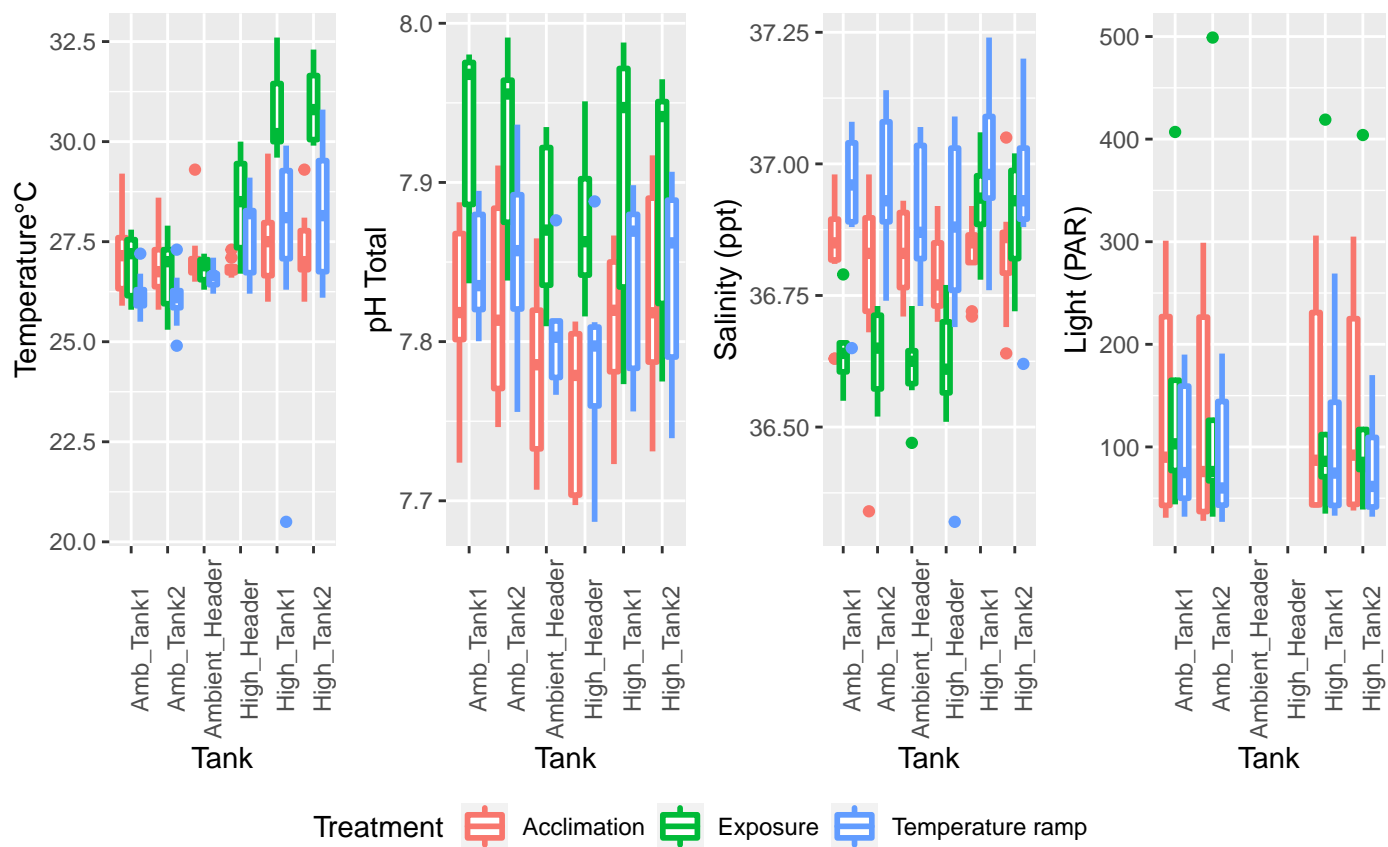 Temperature°C
32.5
30.0
27.5
25.0
22.5
20.0
Amb_Tank1
Amb_Tank2
Ambient_Header
High_Header
High_Tank1
High_Tank2
Tank
pH Total
8.0
7.9
7.8
7.7
Amb_Tank1
Amb_Tank2
Ambient_Header
High_Header
High_Tank1
High_Tank2
Tank
Salinity (ppt)
37.25
37.00
36.75
36.50
Amb_Tank1
Amb_Tank2
Ambient_Header
High_Header
High_Tank1
High_Tank2
Tank
Light (PAR)
500
400
300
200
100
Amb_Tank1
Amb_Tank2
Ambient_Header
High_Header
High_Tank1
High_Tank2
Tank
Treatment Acclimation Exposure Temperature ramp